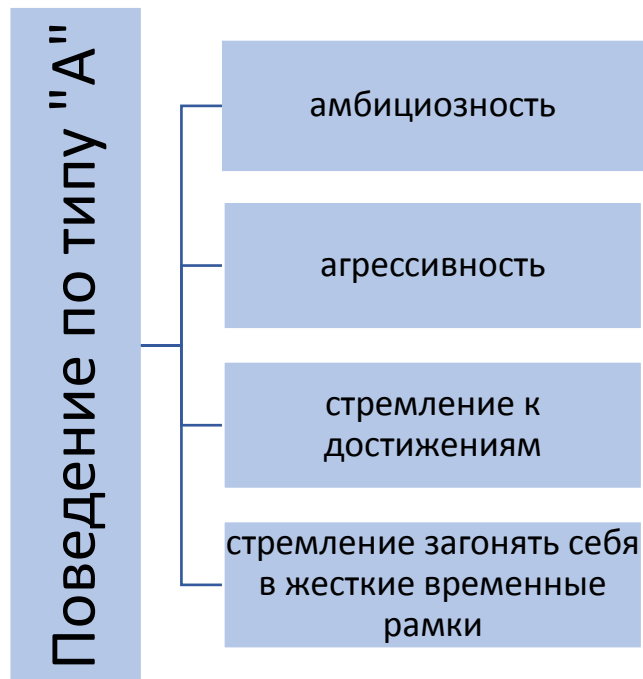 Поведение по типу "А"
амбициозность
агрессивность
стремление к
достижениям
стремление загонять себя
в жесткие временные
рамки